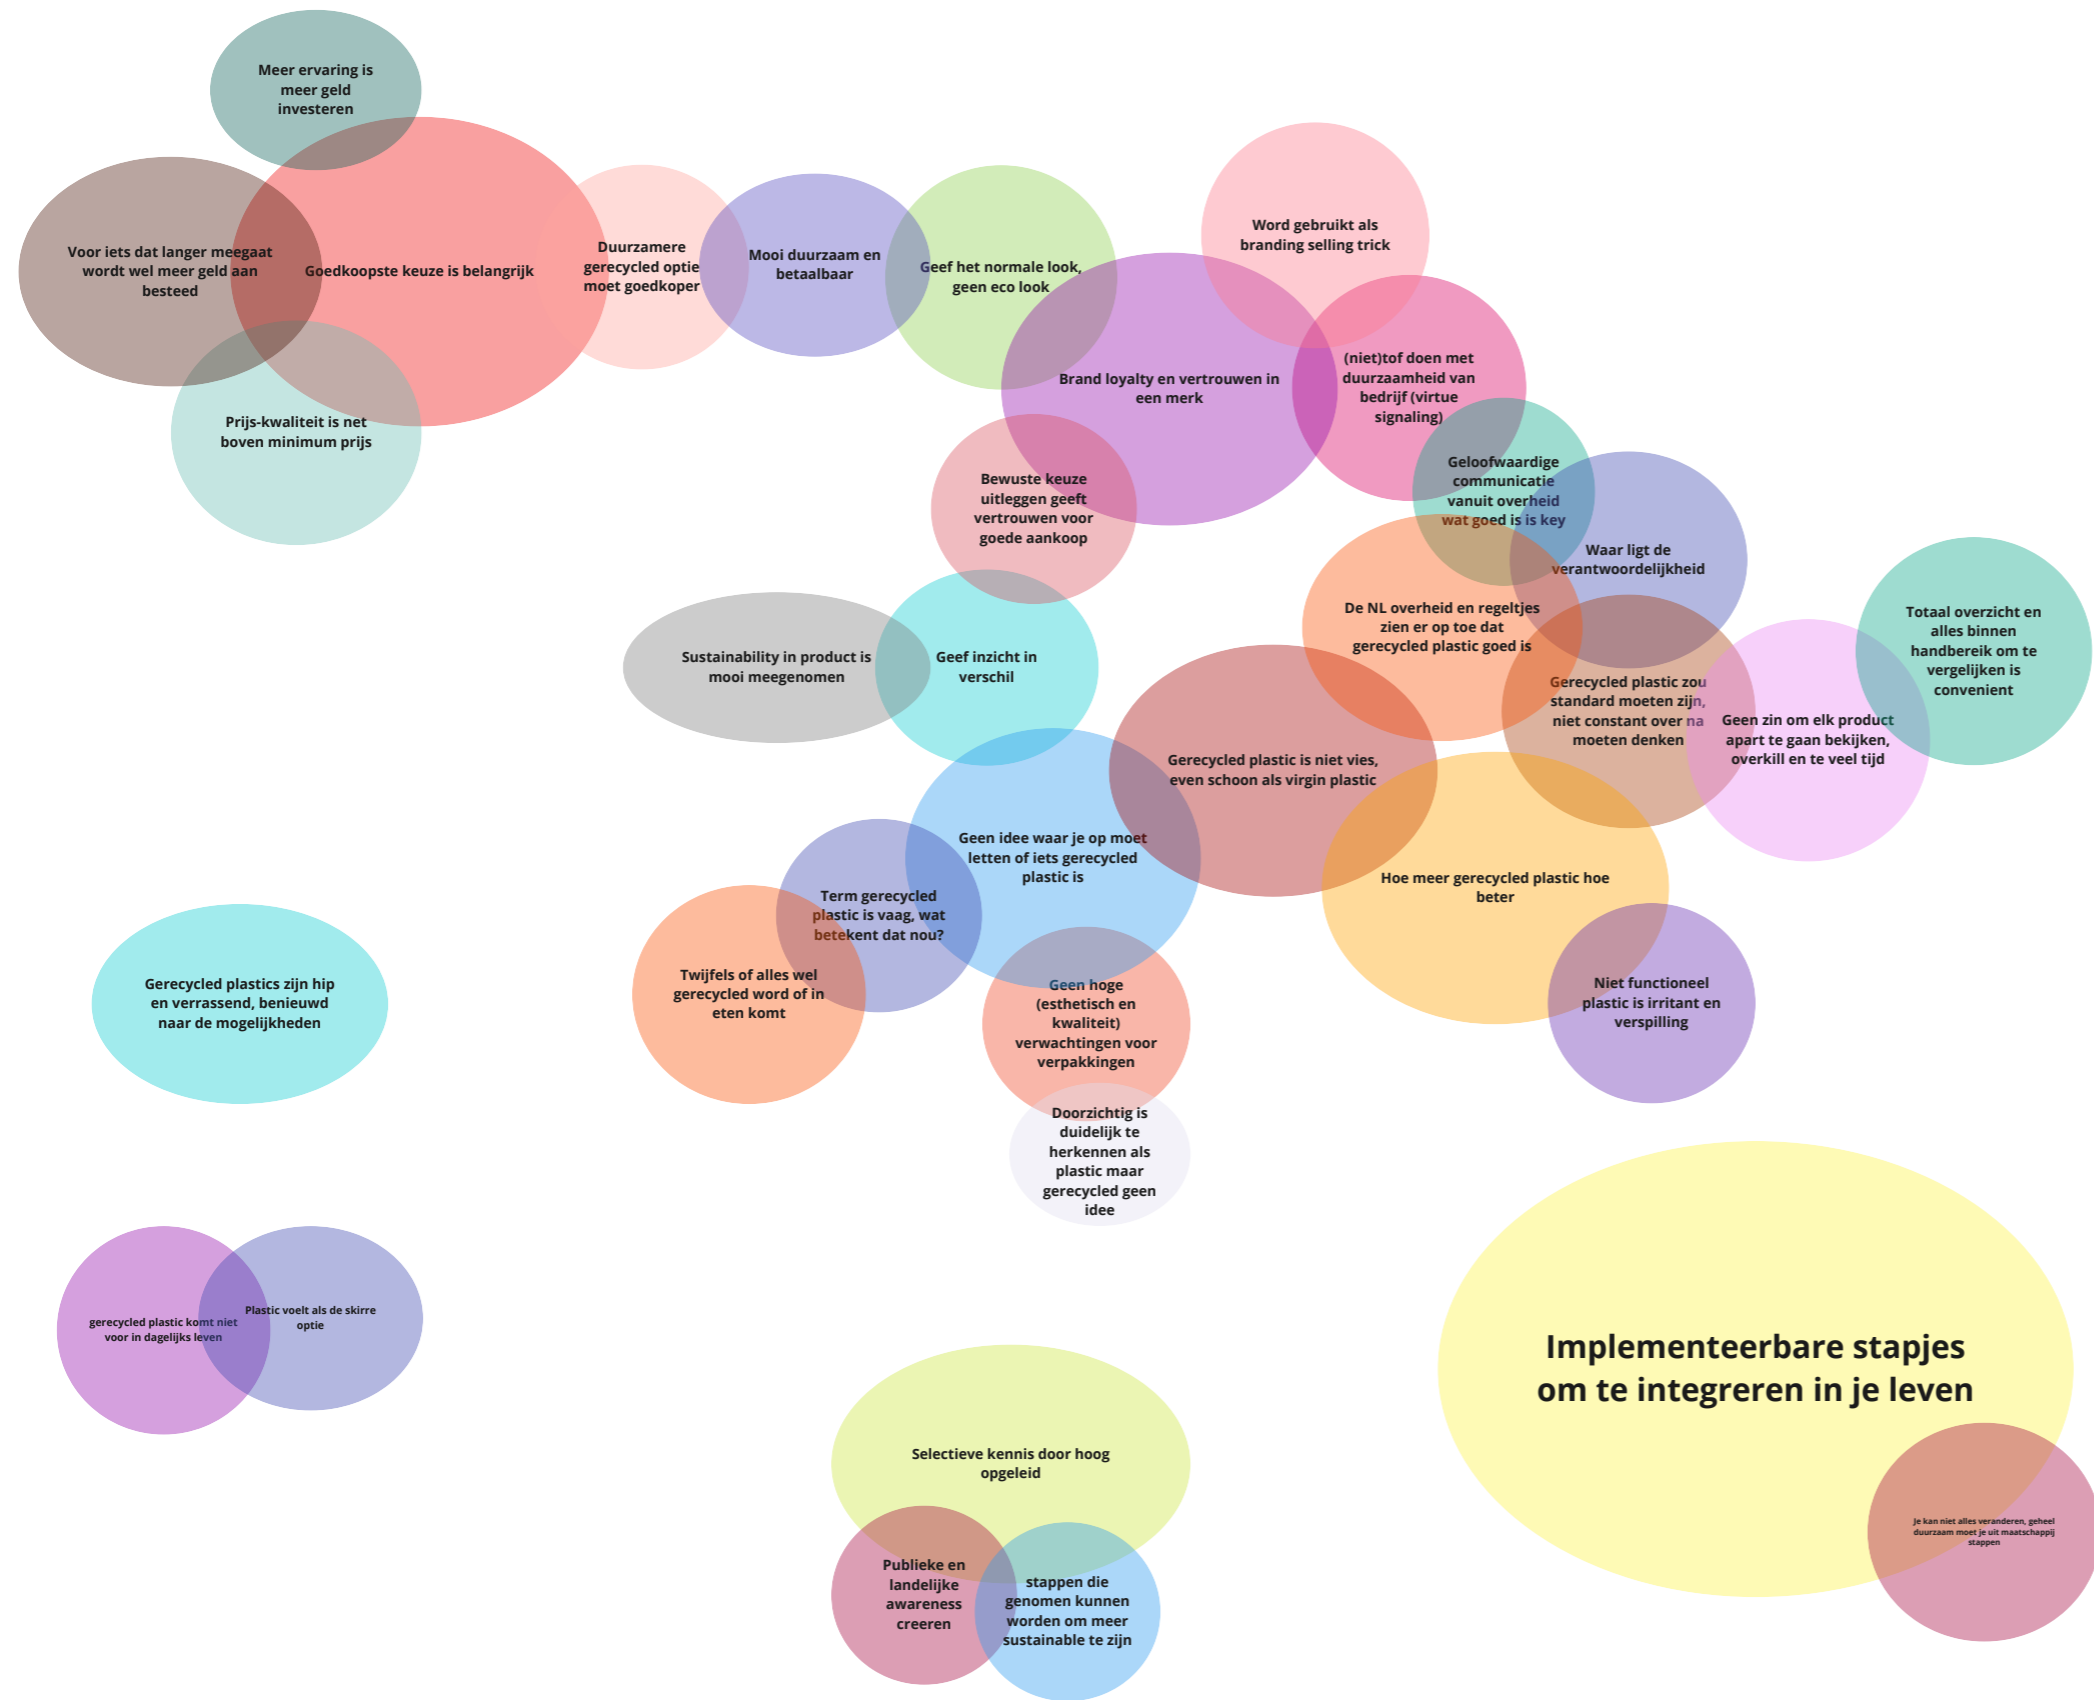 Meer ervaring is
meer geld
investeren
Voor iets dat langer meegaat
wordt wel meer geld aan
besteed
Goedkoopste keuze is belangrijk
Prijs-kwaliteit is net
boven minimum prijs
Duurzamere
gerecycled optie
moet goedkoper
Mooi duurzaam en
betaalbaar
Geef het normale look,
geen eco look
Word gebruikt als
branding selling trick
Brand loyalty en vertrouwen in
een merk
(niet)tof doen met
duurzaamheid van
bedrijf (virtue
signaling)
Geloofwaardige
communicatie
vanuit overheid
wat goed is is key
Bewuste keuze
uitleggen geeft
vertrouwen voor
goede aankoop
Waar ligt de
verantwoordelijkheid
De NL overheid en regeltjes
zien er op toe dat
gerecycled plastic goed is
Totaal overzicht en
alles binnen
handbereik om te
vergelijken is
convenient
Sustainability in product is
mooi meegenomen
Geef inzicht in
verschil
Gerecycled plastic zou
standard moeten zijn,
niet constant over na
moeten denken
Geen zin om elk product
apart te gaan bekijken,
overkill en te veel tijd
Gerecycled plastic is niet vies,
even schoon als virgin plastic
Geen idee waar je op moet
letten of iets gerecycled
plastic is
Hoe meer gerecycled plastic hoe
beter
Term gerecycled
plastic is vaag, wat
betekent dat nou?
Twijfels of alles wel
gerecycled word of in
eten komt
Geen hoge
(esthetisch en
kwaliteit)
verwachtingen voor
verpakkingen
Niet functioneel
plastic is irritant en
verspilling
Gerecycled plastics zijn hip
en verrassend, benieuwd
naar de mogelijkheden
Doorzichtig is
duidelijk te
herkennen als
plastic maar
gerecycled geen
idee
gerecycled plastic komt niet
voor in dagelijks leven
Plastic voelt als de skirre
optie
Implementeerbare stapjes
om te integreren in je leven
Selectieve kennis door hoog
opgeleid
Je kan niet alles veranderen, geheel
duurzaam moet je uit maatschappij
stappen
Publieke en
landelijke
awareness
creeren
stappen die
genomen kunnen
worden om meer
sustainable te zijn